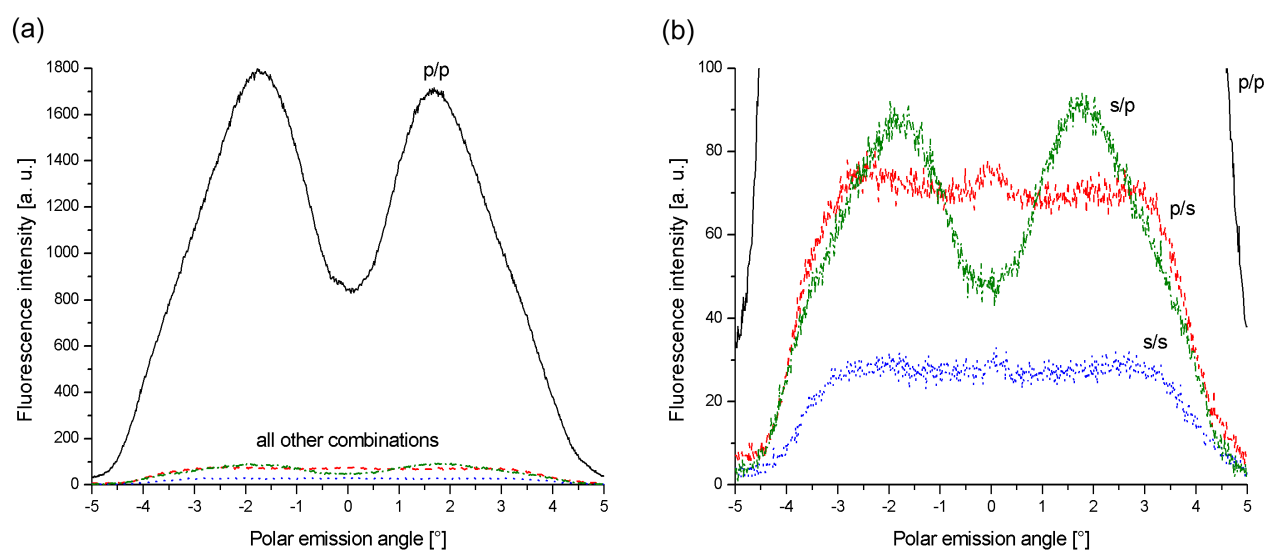 (a)
1800
1600
1400
1200
1000
800
600
400
200
0
Fluorescence intensity [a. u.]
p/p
all other combinations
-5 -4 -3 -2 -1 0 1 2 3 4 5
Polar emission angle [°]
(b)
100
80
60
40
20
0
Fluorescence intensity [a. u.]
p/p
s/p
p/s
s/s
-5 -4 -3 -2 -1 0 1 2 3 4 5
Polar emission angle [°]